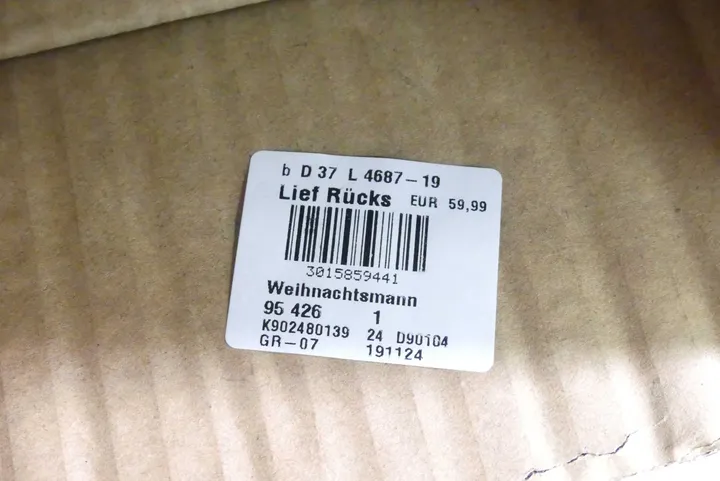 b D 37 L 4687-19
Lief Rücks EUR 59,99
3015859441
Weihnachtsmann
95 426 1
K902480139 24 D90104
GR-07 191124